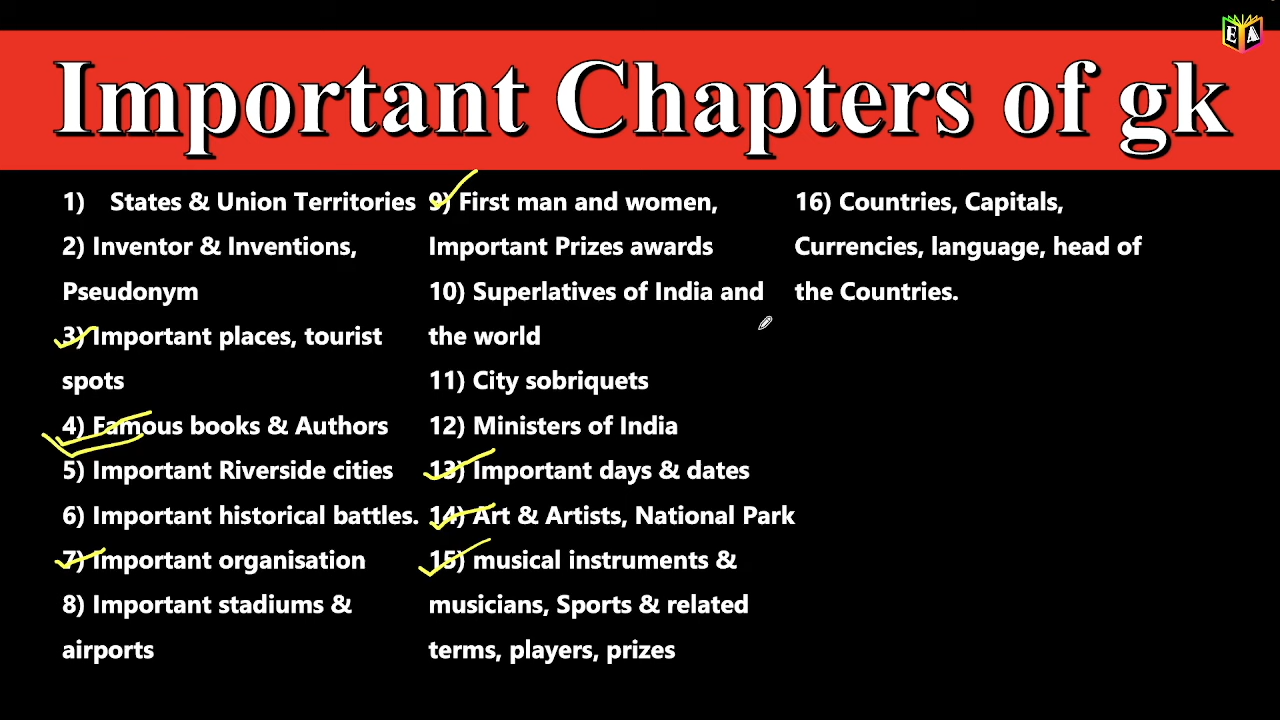 E A
Important Chapters of gk
1) States & Union Territories
2) Inventor & Inventions,
Pseudonym
3) Important places, tourist
spots
4) Famous books & Authors
5) Important Riverside cities
6) Important historical battles.
7) Important organisation
8) Important stadiums &
airports
9) First man and women,
Important Prizes awards
10) Superlatives of India and
the world
11) City sobriquets
12) Ministers of India
13) Important days & dates
14) Art & Artists, National Park
15) musical instruments &
musicians, Sports & related
terms, players, prizes
16) Countries, Capitals,
Currencies, language, head of
the Countries.